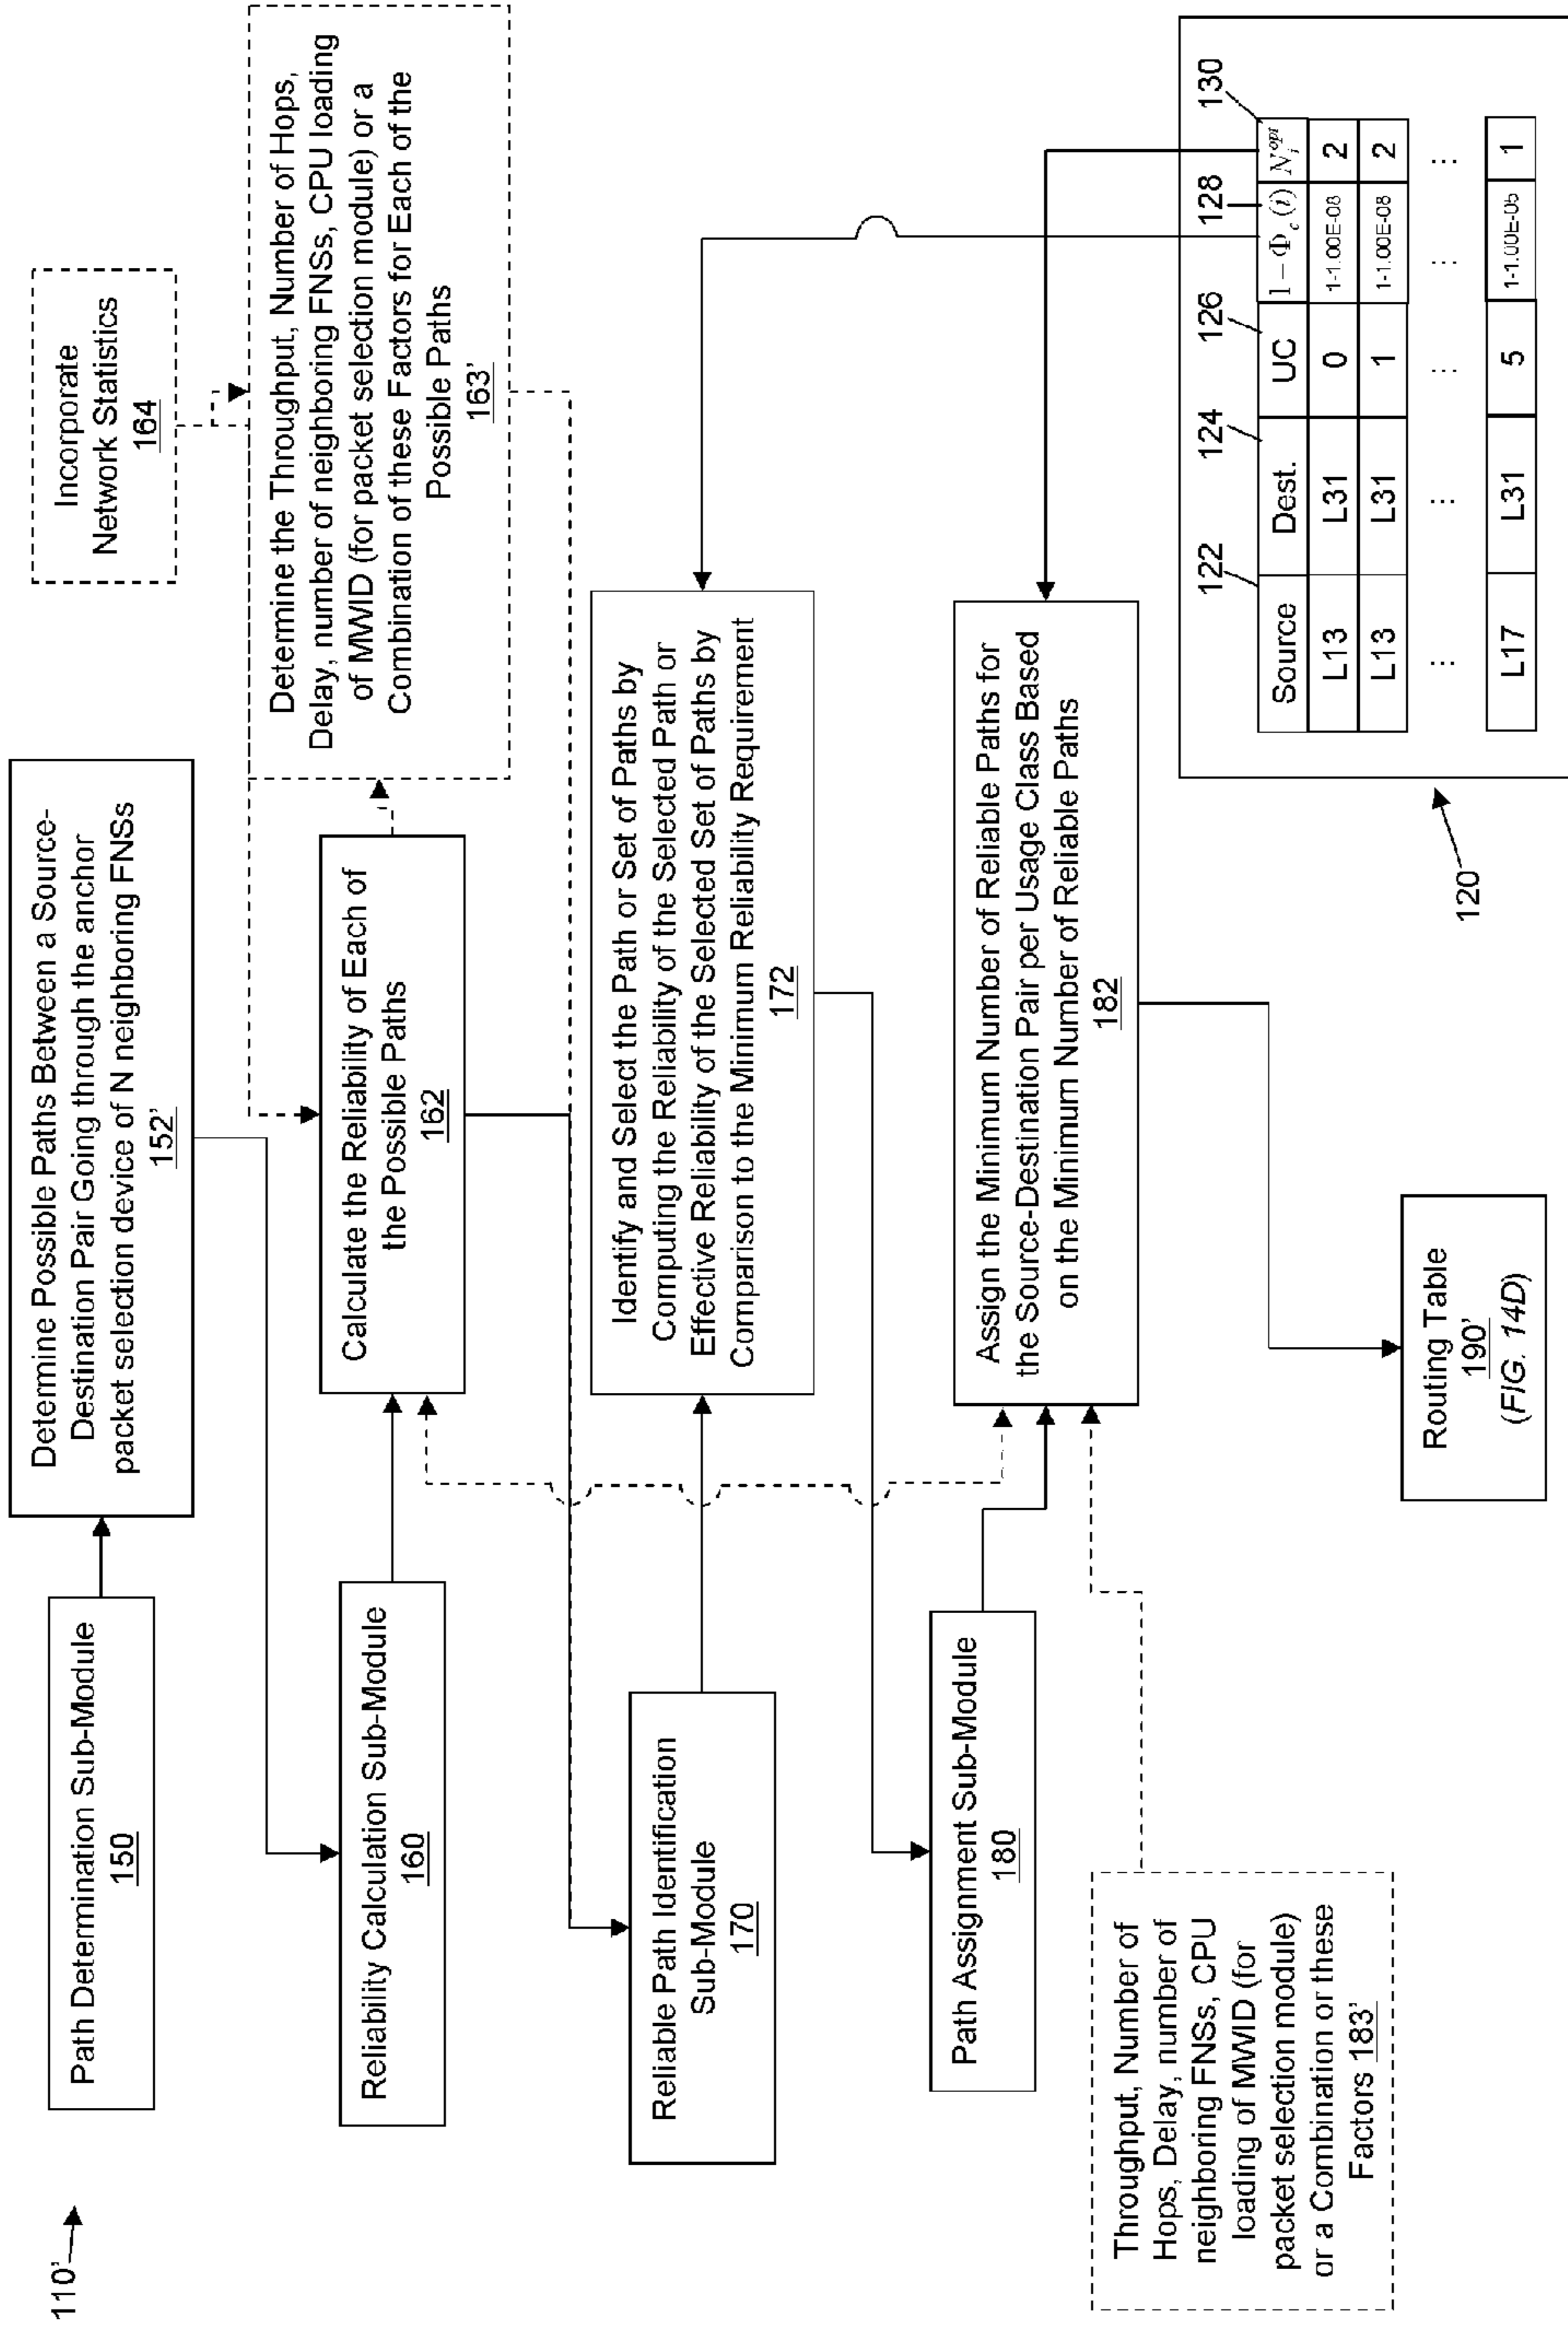 110'
Path Determination Sub-Module
150
Determine Possible Paths Between a Source-
Destination Pair Going through the anchor
packet selection device of N neighboring FNSs
152'
Incorporate
Network Statistics
164
Reliability Calculation Sub-Module
160
Calculate the Reliability of Each of
the Possible Paths
162
Determine the Throughput, Number of Hops,
Delay, number of neighboring FNSs, CPU loading
of MWID (for packet selection module) or a
Combination of these Factors for Each of the
Possible Paths
163'
Reliable Path Identification
Sub-Module
170
Identify and Select the Path or Set of Paths by
Computing the Reliability of the Selected Path or
Effective Reliability of the Selected Set of Paths by
Comparison to the Minimum Reliability Requirement
172
Path Assignment Sub-Module
180
Assign the Minimum Number of Reliable Paths for
the Source-Destination Pair per Usage Class Based
on the Minimum Number of Reliable Paths
182
Throughput, Number of
Hops, Delay, number of
neighboring FNSs, CPU
loading of MWID (for
packet selection module)
or a Combination or these
Factors 183'
Routing Table
190'
(FIG. 14D)
120
122 124 126 128 130
Source Dest. UC 1−Φc(i) Ni^opt
L13 L31 0 1-1.00E-08 2
L13 L31 1 1-1.00E-08 2
... ... ... ... ...
L17 L31 5 1-1.00E-05 1